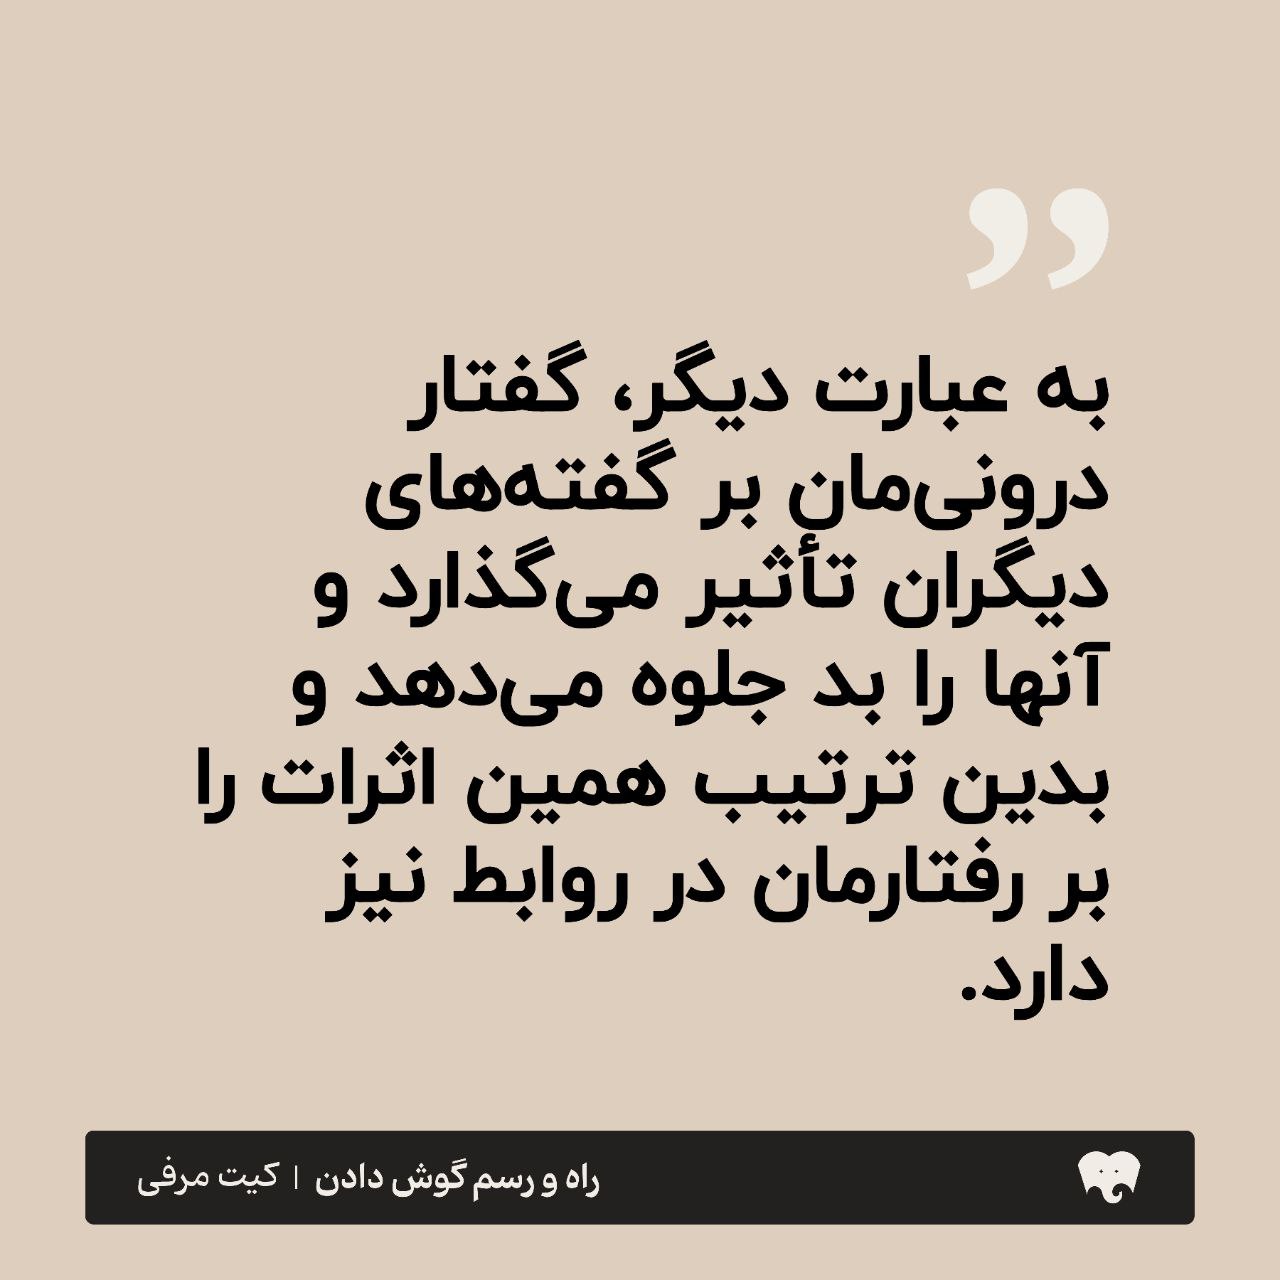 ”
به عبارت دیگر، گفتار
درونی‌مان بر گفته‌های
دیگران تأثیر می‌گذارد و
آنها را بد جلوه می‌دهد و
بدین ترتیب همین اثرات را
بر رفتارمان در روابط نیز
دارد.
راه و رسم گوش دادن | کیت مرفی